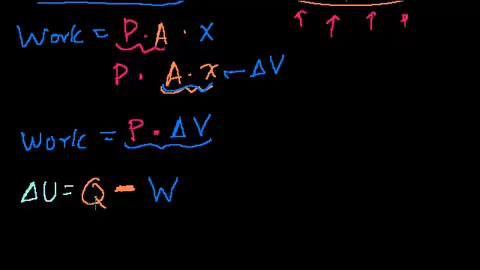 Work = P · A · x
P · A · x ← ΔV
Work = P · ΔV
ΔU = Q - W